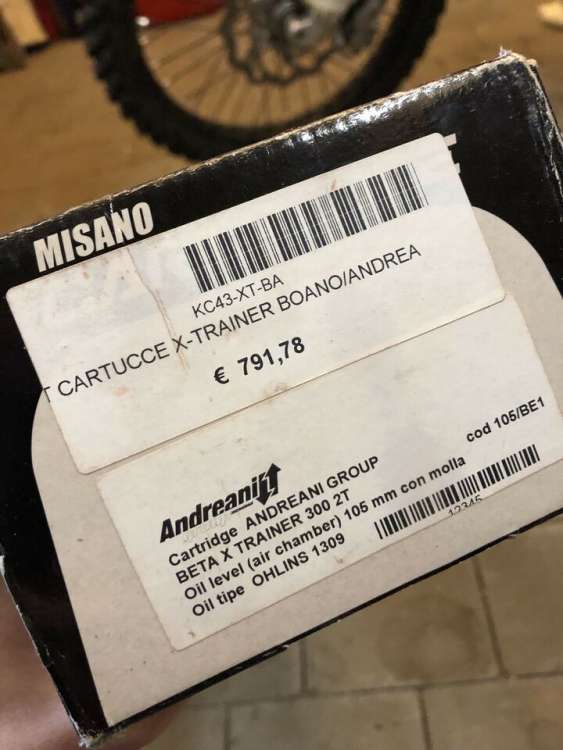 MISANO
KC43-XT-BA
T CARTUCCE X-TRAINER BOANO/ANDREA
€ 791,78
Andreani
cod 105/BE1
Cartridge ANDREANI GROUP
BETA X TRAINER 300 2T
Oil level (air chamber) 105 mm con molla
Oil tipe OHLINS 1309
12345